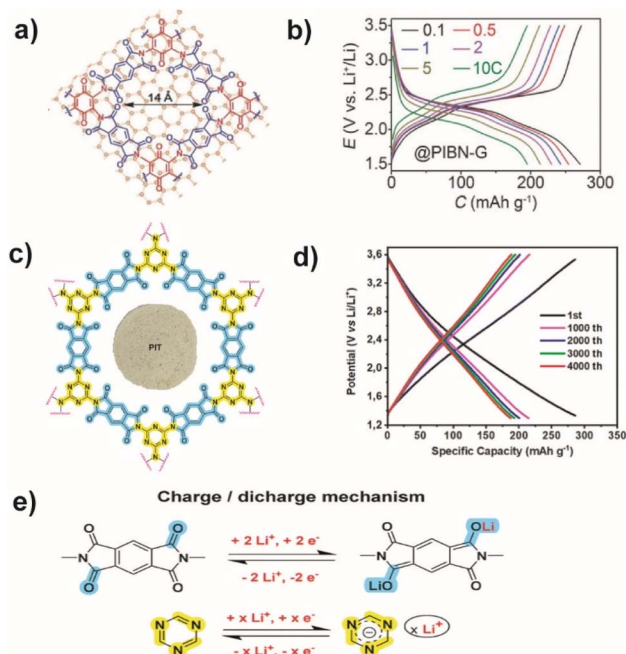 a)
14 Å
b)
E (V vs. Li⁺/Li)
3.5
3.0
2.5
2.0
1.5
0.1 0.5
1 2
5 10C
@PIBN-G
0 100 200 300
C (mAh g⁻¹)
c)
PIT
d)
Potential (V vs Li/Li⁺)
3,6
3,2
2,8
2,4
2,0
1,6
1,2
1st
1000 th
2000 th
3000 th
4000 th
0 50 100 150 200 250 300 350
Specific Capacity (mAh g⁻¹)
e)
Charge / dicharge mechanism
+ 2 Li⁺, + 2 e⁻
- 2 Li⁺, -2 e⁻
O O
N N
O O
OLi O
N N
LiO O
+x Li⁺, + x e⁻
- x Li⁺, - x e⁻
N N
N
N N
⊖
N
x Li⁺